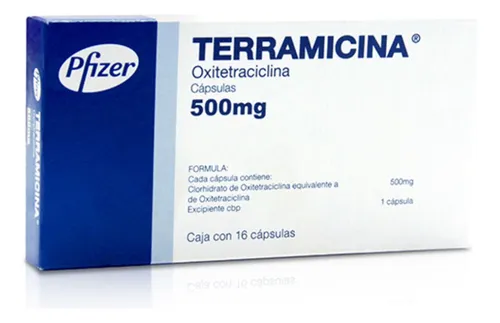 Pfizer
TERRAMICINA®
Oxitetraciclina
Cápsulas
500mg
FORMULA:
Cada cápsula contiene:
Clorhidrato de Oxitetraciclina equivalente a 500mg
de Oxitetraciclina
Excipiente cbp 1 cápsula
Caja con 16 cápsulas
TERRAMICINA®
500mg